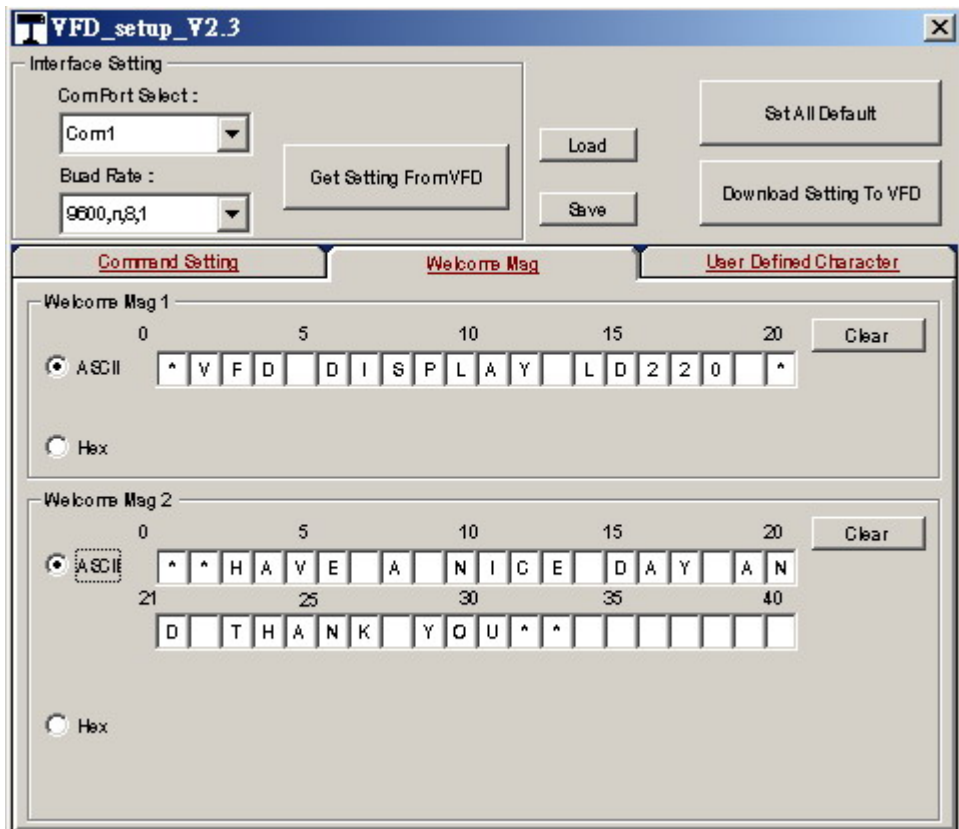 VFD_setup_V2.3
Interface Setting
ComPort Select :
Com1
Buad Rate :
9600,n,8,1
Get Setting From VFD
Load
Save
Set All Default
Download Setting To VFD
Command Setting
Welcome Mag
User Defined Character
Welcome Mag 1
0 5 10 15 20
Clear
ASCII
* V F D   D I S P L A Y   L D 2 2 0   *
Hex
Welcome Mag 2
0 5 10 15 20
Clear
ASCII
* * H A V E   A   N I C E   D A Y   A N
21 25 30 35 40
D   T H A N K   Y O U * *
Hex